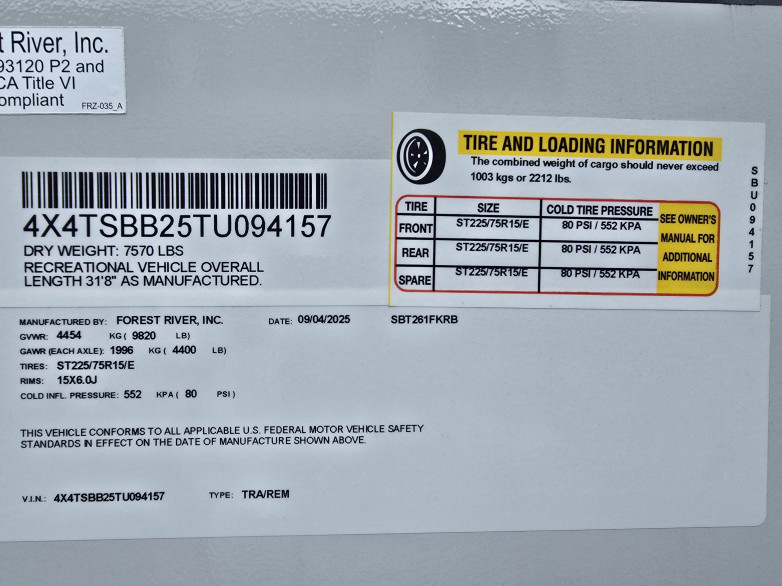 t River, Inc.
93120 P2 and
CA Title VI
ompliant
FRZ-035_A
TIRE AND LOADING INFORMATION
The combined weight of cargo should never exceed
1003 kgs or 2212 lbs.
TIRE SIZE COLD TIRE PRESSURE
FRONT ST225/75R15/E 80 PSI / 552 KPA
REAR ST225/75R15/E 80 PSI / 552 KPA
SPARE ST225/75R15/E 80 PSI / 552 KPA
SEE OWNER'S
MANUAL FOR
ADDITIONAL
INFORMATION
SBU094157
4X4TSBB25TU094157
DRY WEIGHT: 7570 LBS
RECREATIONAL VEHICLE OVERALL
LENGTH 31'8" AS MANUFACTURED.
MANUFACTURED BY: FOREST RIVER, INC. DATE: 09/04/2025 SBT261FKRB
GVWR: 4454 KG ( 9820 LB)
GAWR (EACH AXLE): 1996 KG ( 4400 LB)
TIRES: ST225/75R15/E
RIMS: 15X6.0J
COLD INFL. PRESSURE: 552 KPA ( 80 PSI )
THIS VEHICLE CONFORMS TO ALL APPLICABLE U.S. FEDERAL MOTOR VEHICLE SAFETY
STANDARDS IN EFFECT ON THE DATE OF MANUFACTURE SHOWN ABOVE.
V.I.N.: 4X4TSBB25TU094157 TYPE: TRA/REM